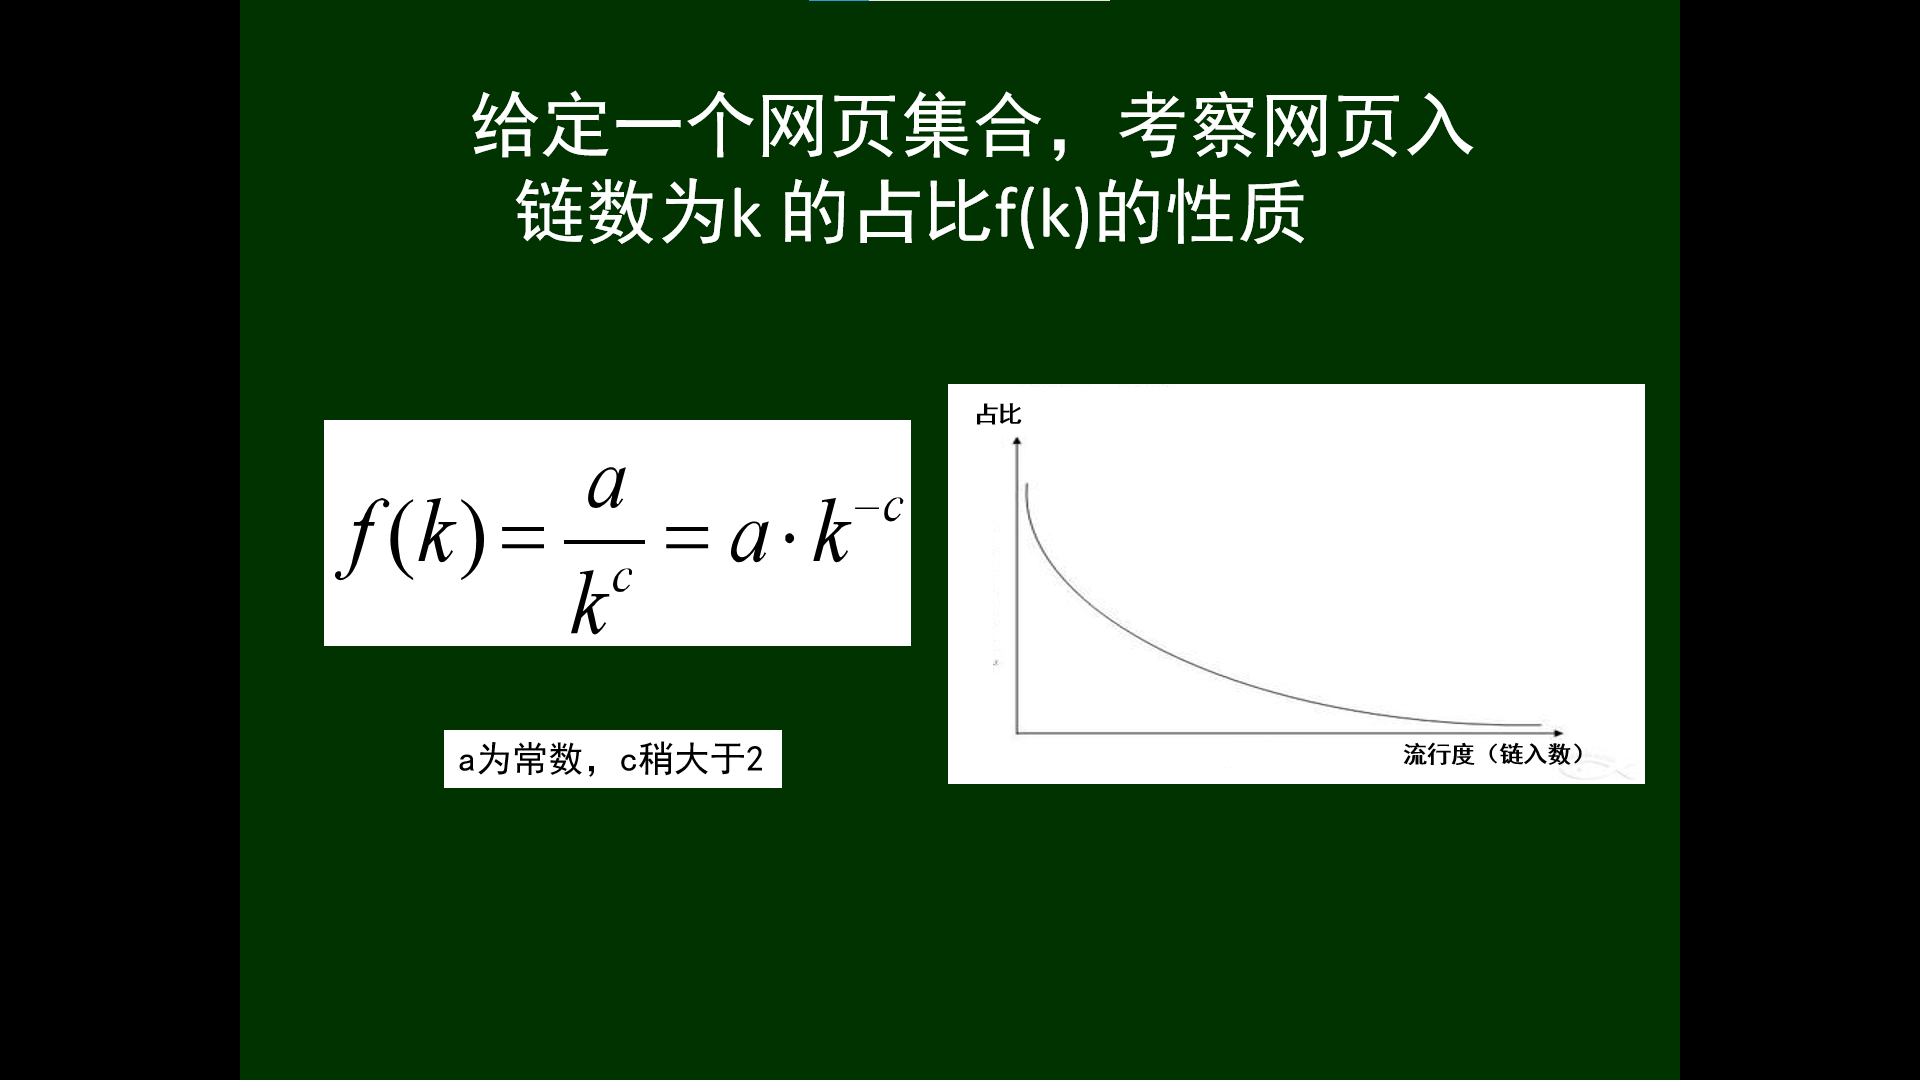 给定一个网页集合，考察网页入
链数为k 的占比f(k)的性质
f(k) = a/k^c = a·k^{-c}
a为常数，c稍大于2
占比
流行度（链入数）